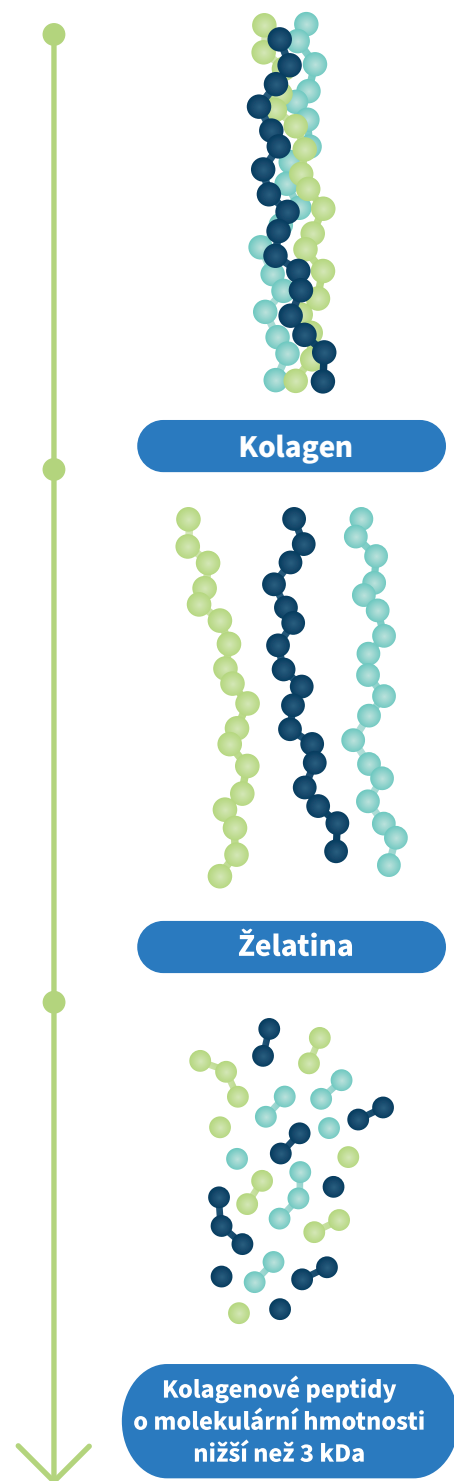 Kolagen
Želatina
Kolagenové peptidy
o molekulární hmotnosti
nižší než 3 kDa